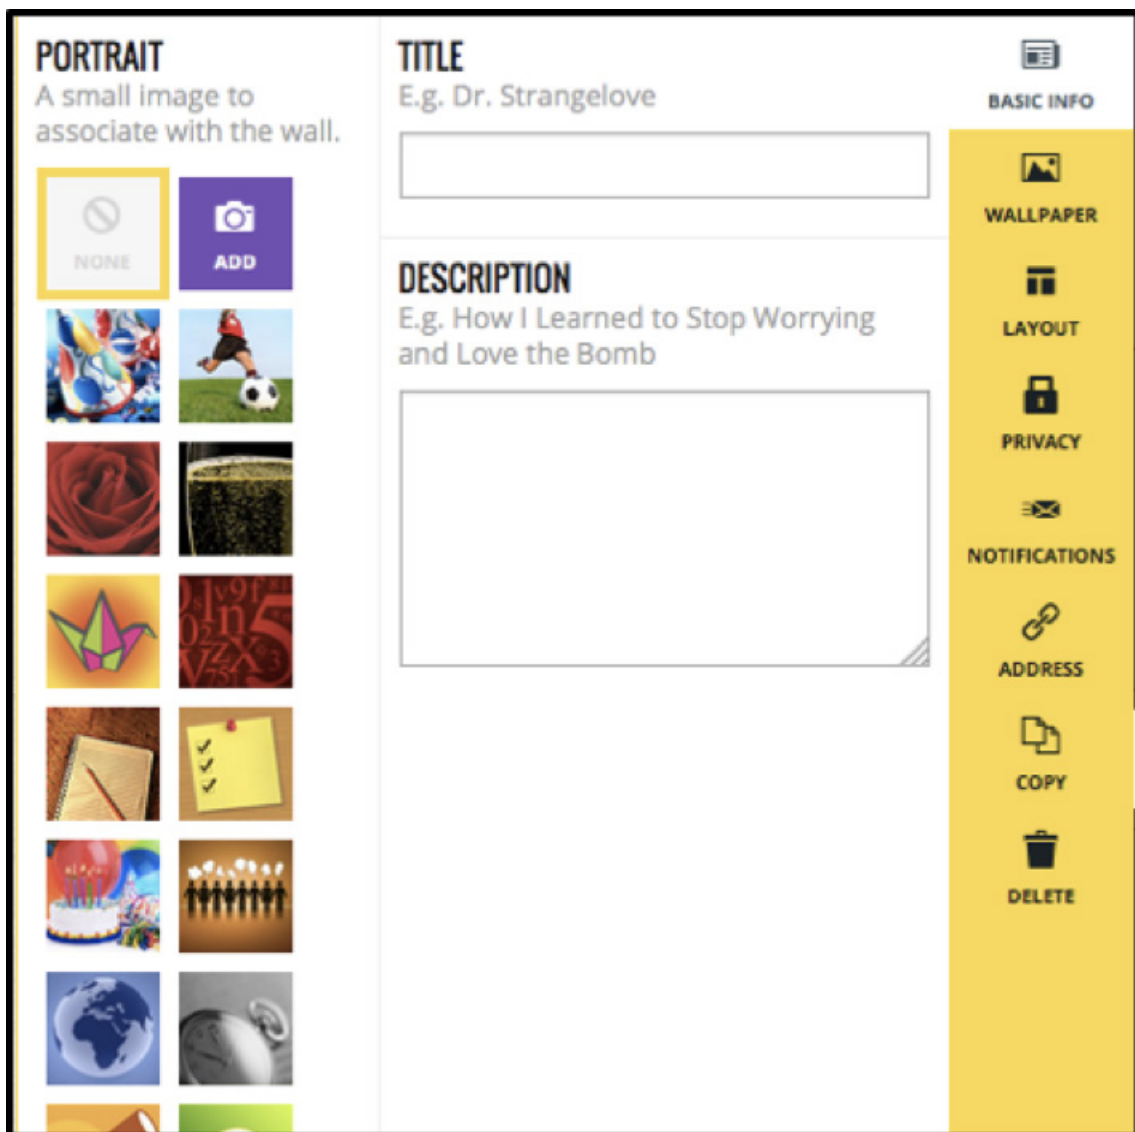 PORTRAIT
A small image to
associate with the wall.
NONE
ADD
TITLE
E.g. Dr. Strangelove
DESCRIPTION
E.g. How I Learned to Stop Worrying
and Love the Bomb
BASIC INFO
WALLPAPER
LAYOUT
PRIVACY
NOTIFICATIONS
ADDRESS
COPY
DELETE